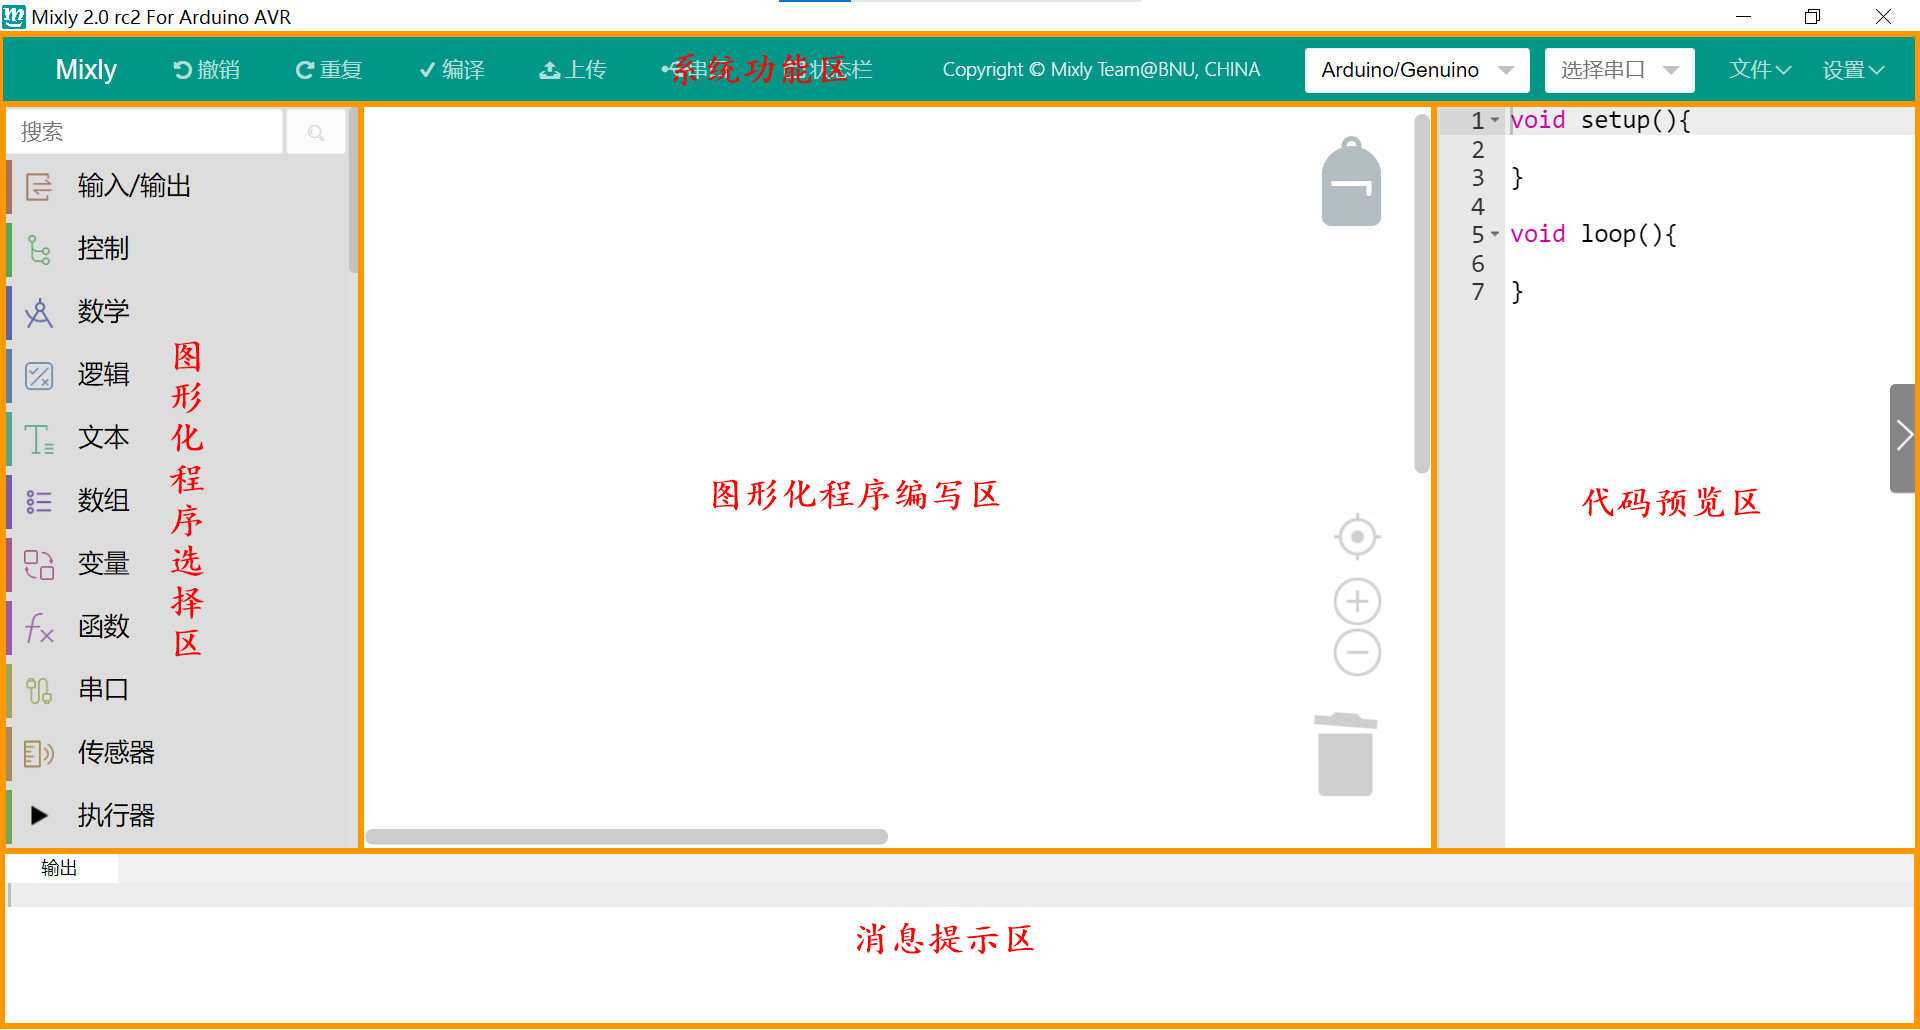 Mixly 2.0 rc2 For Arduino AVR
Mixly 撤销 重复 编译 上传 串 状态栏 Copyright © Mixly Team@BNU, CHINA Arduino/Genuino 选择串口 文件 设置
系统功能区
搜索
输入/输出
控制
数学
逻辑
文本
数组
变量
函数
串口
传感器
执行器
图形化程序选择区
图形化程序编写区
1 void setup(){
2
3 }
4
5 void loop(){
6
7 }
代码预览区
输出
消息提示区